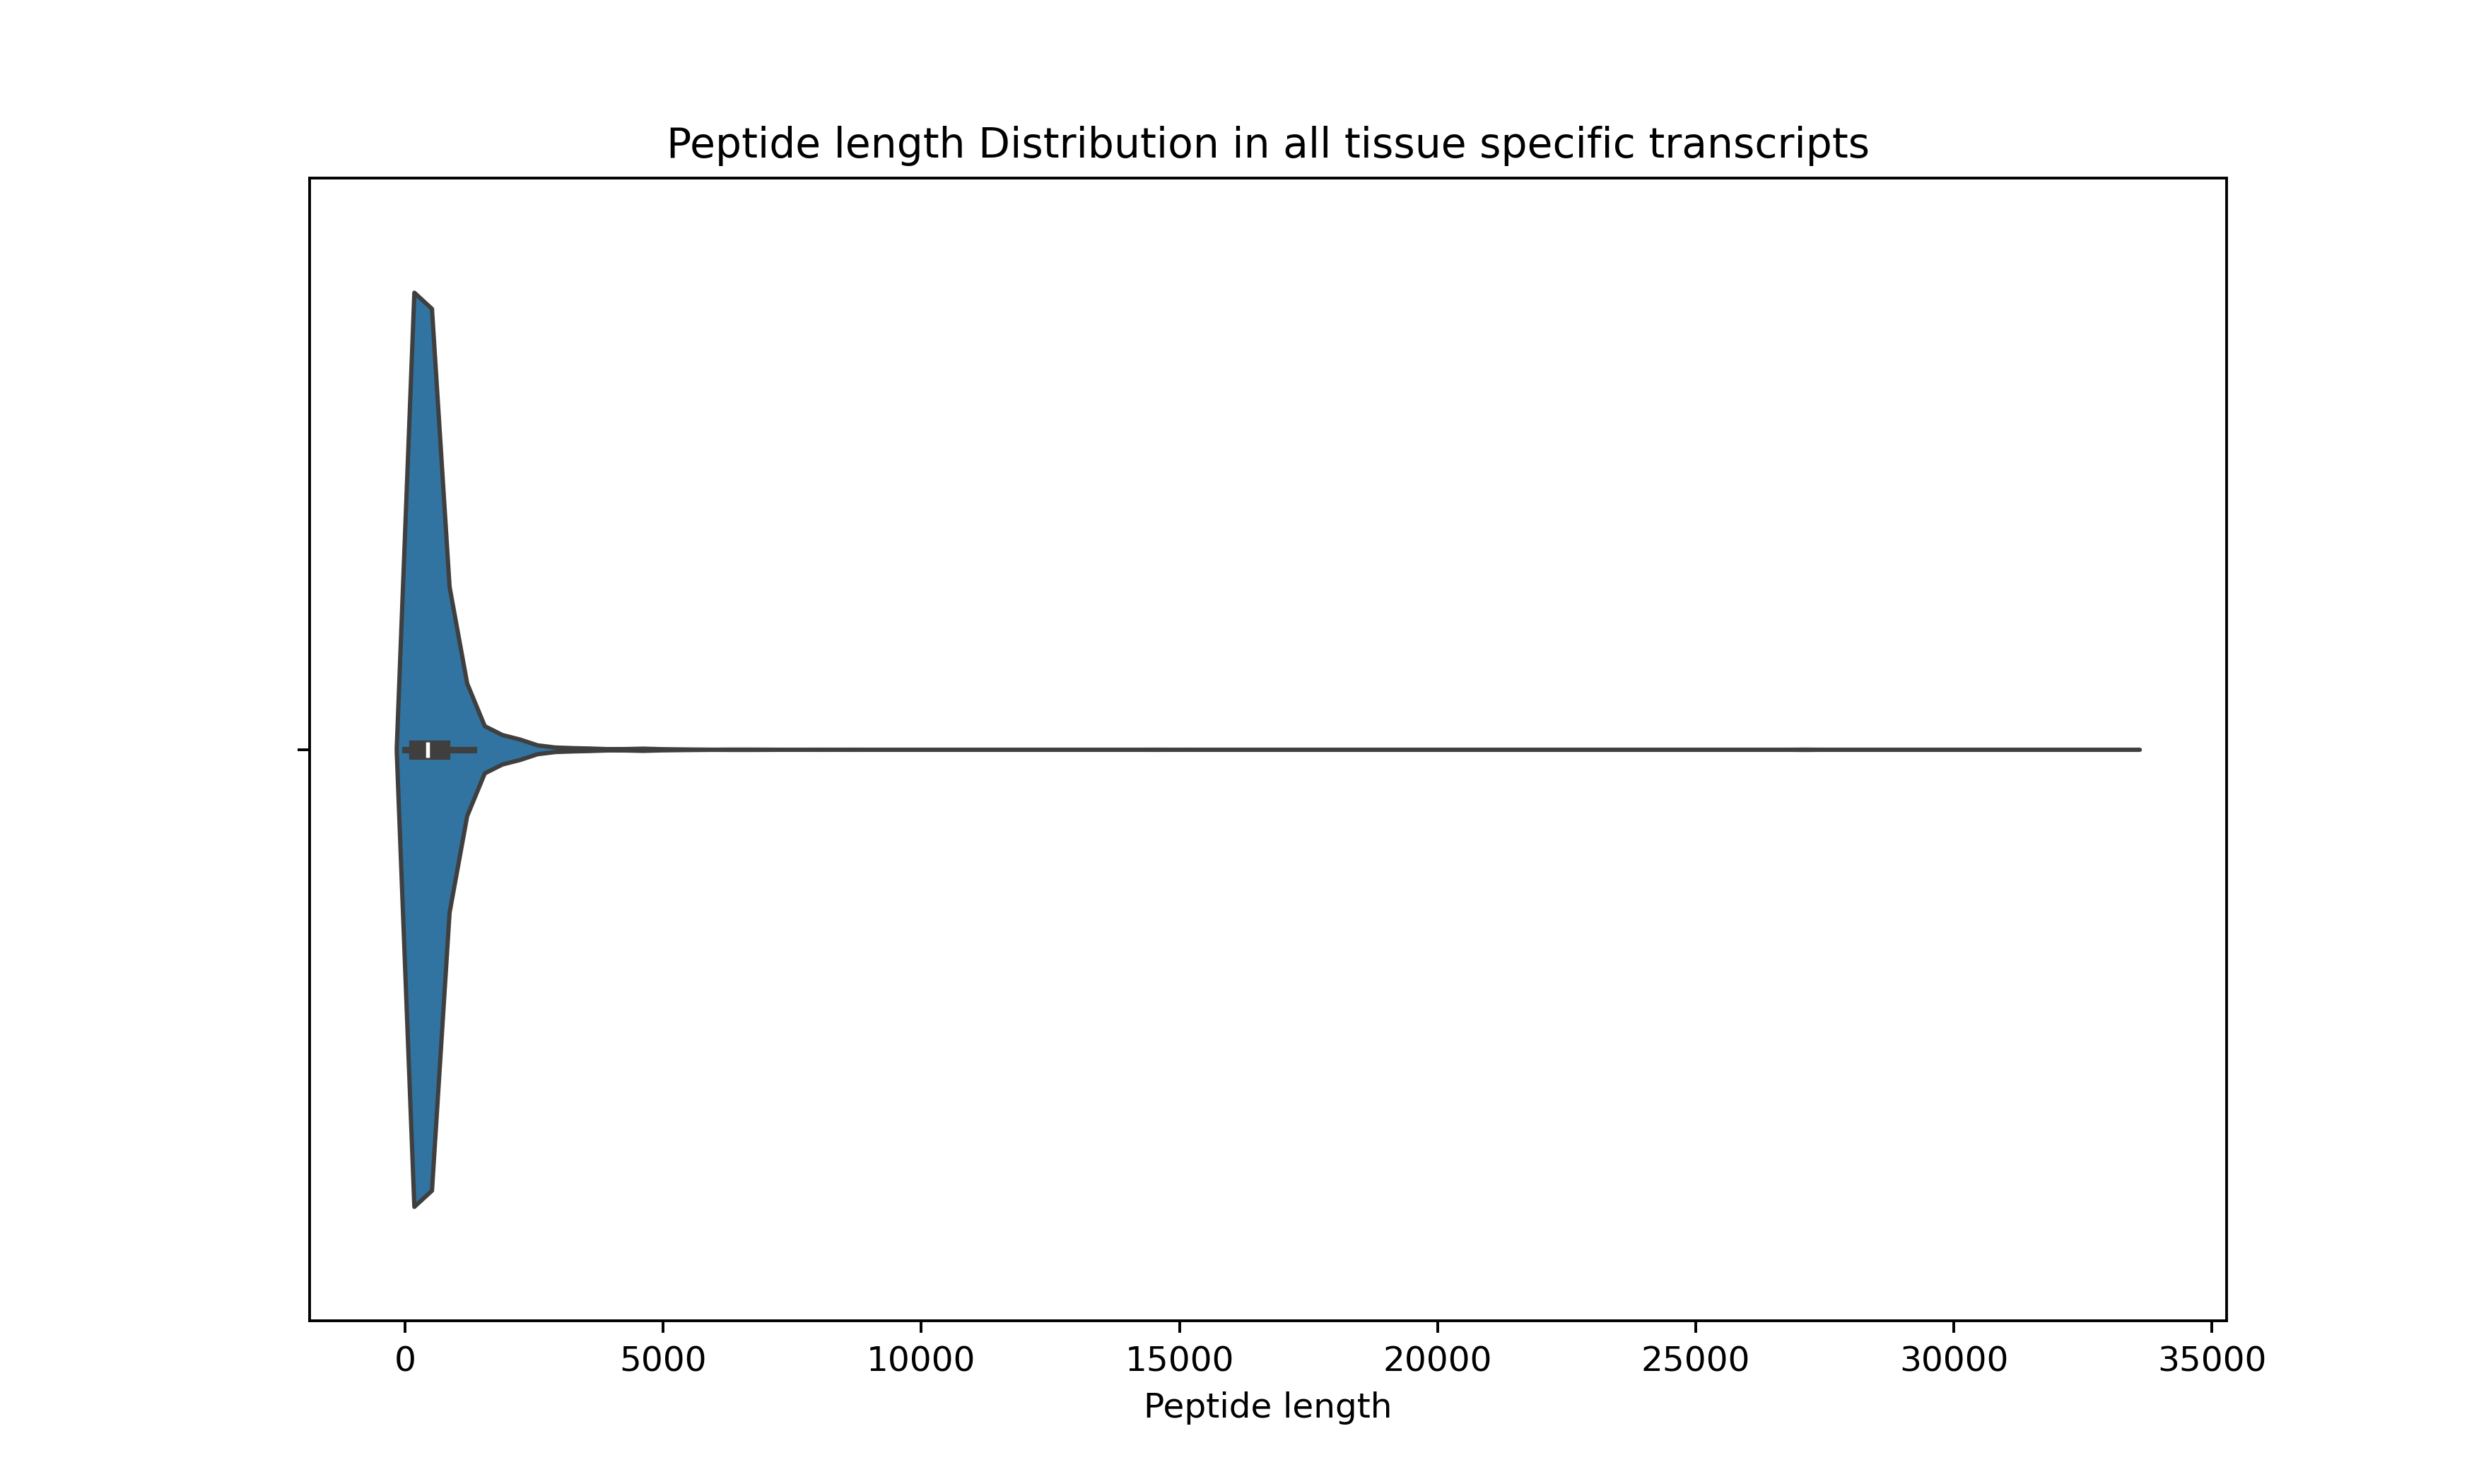 Peptide length Distribution in all tissue specific transcripts
0 5000 10000 15000 20000 25000 30000 35000
Peptide length